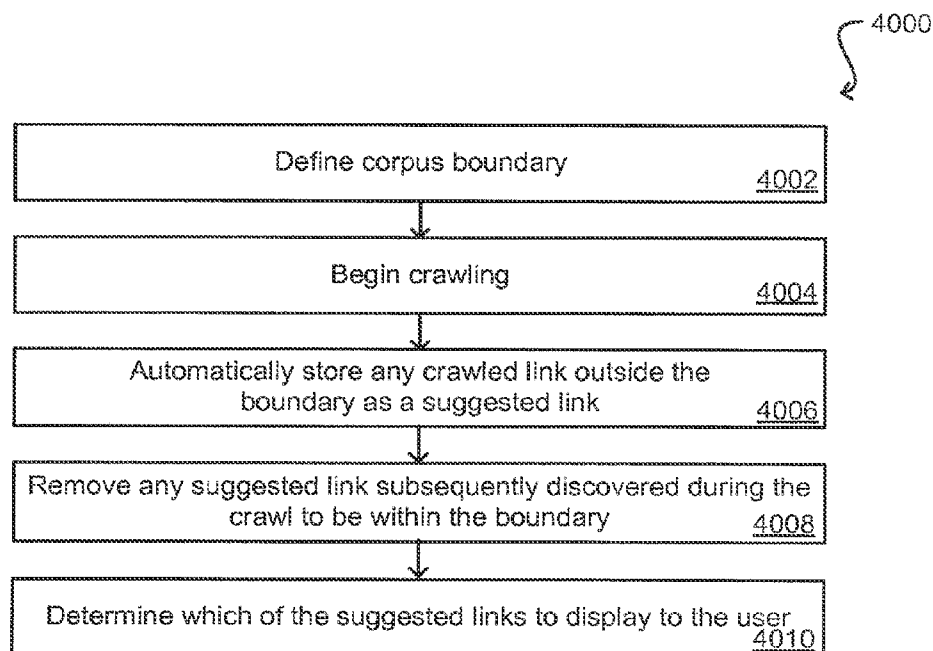 4000
Define corpus boundary
4002
Begin crawling
4004
Automatically store any crawled link outside the
boundary as a suggested link
4006
Remove any suggested link subsequently discovered during the
crawl to be within the boundary
4008
Determine which of the suggested links to display to the user
4010